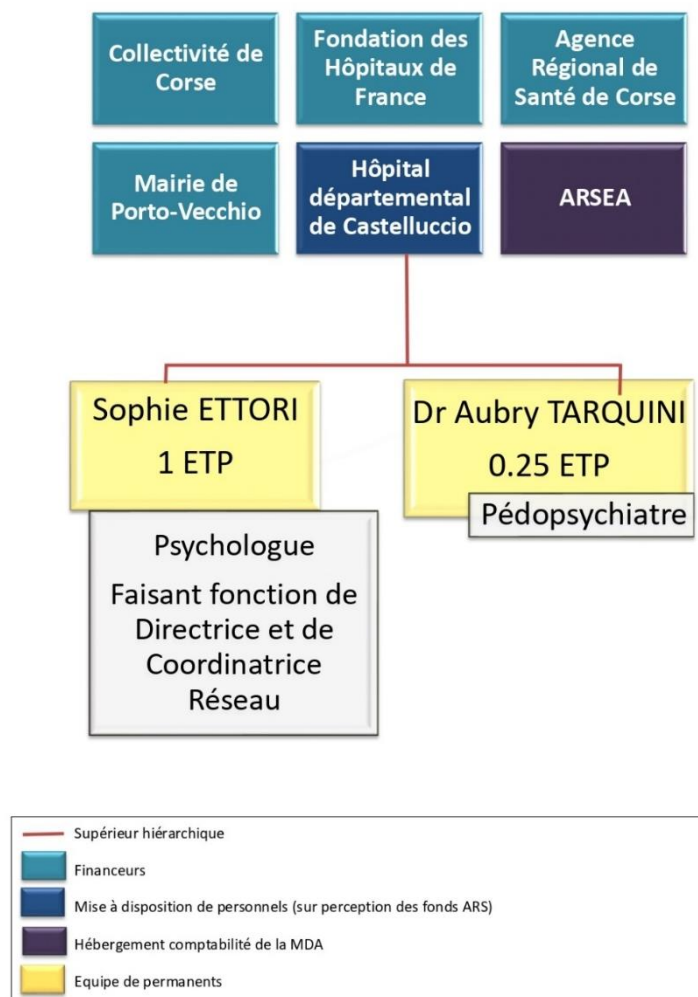 Collectivité de
Corse
Fondation des
Hôpitaux de
France
Agence
Régional de
Santé de Corse
Mairie de
Porto-Vecchio
Hôpital
départemental
de Castelluccio
ARSEA
Sophie ETTORI
1 ETP
Dr Aubry TARQUINI
0.25 ETP
Psychologue
Faisant fonction de
Directrice et de
Coordinatrice
Réseau
Pédopsychiatre
Supérieur hiérarchique
Financeurs
Mise à disposition de personnels (sur perception des fonds ARS)
Hébergement comptabilité de la MDA
Equipe de permanents